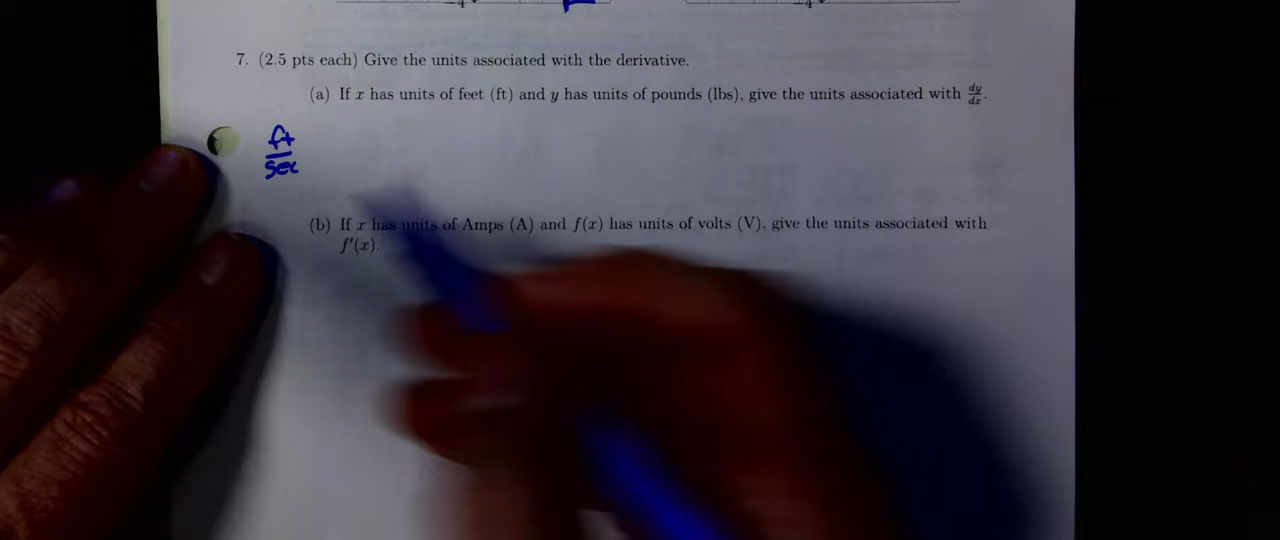 -4
-4
7. (2.5 pts each) Give the units associated with the derivative.
(a) If x has units of feet (ft) and y has units of pounds (lbs), give the units associated with dy/dx.
ft
sec
(b) If x has units of Amps (A) and f(x) has units of volts (V), give the units associated with
f'(x).